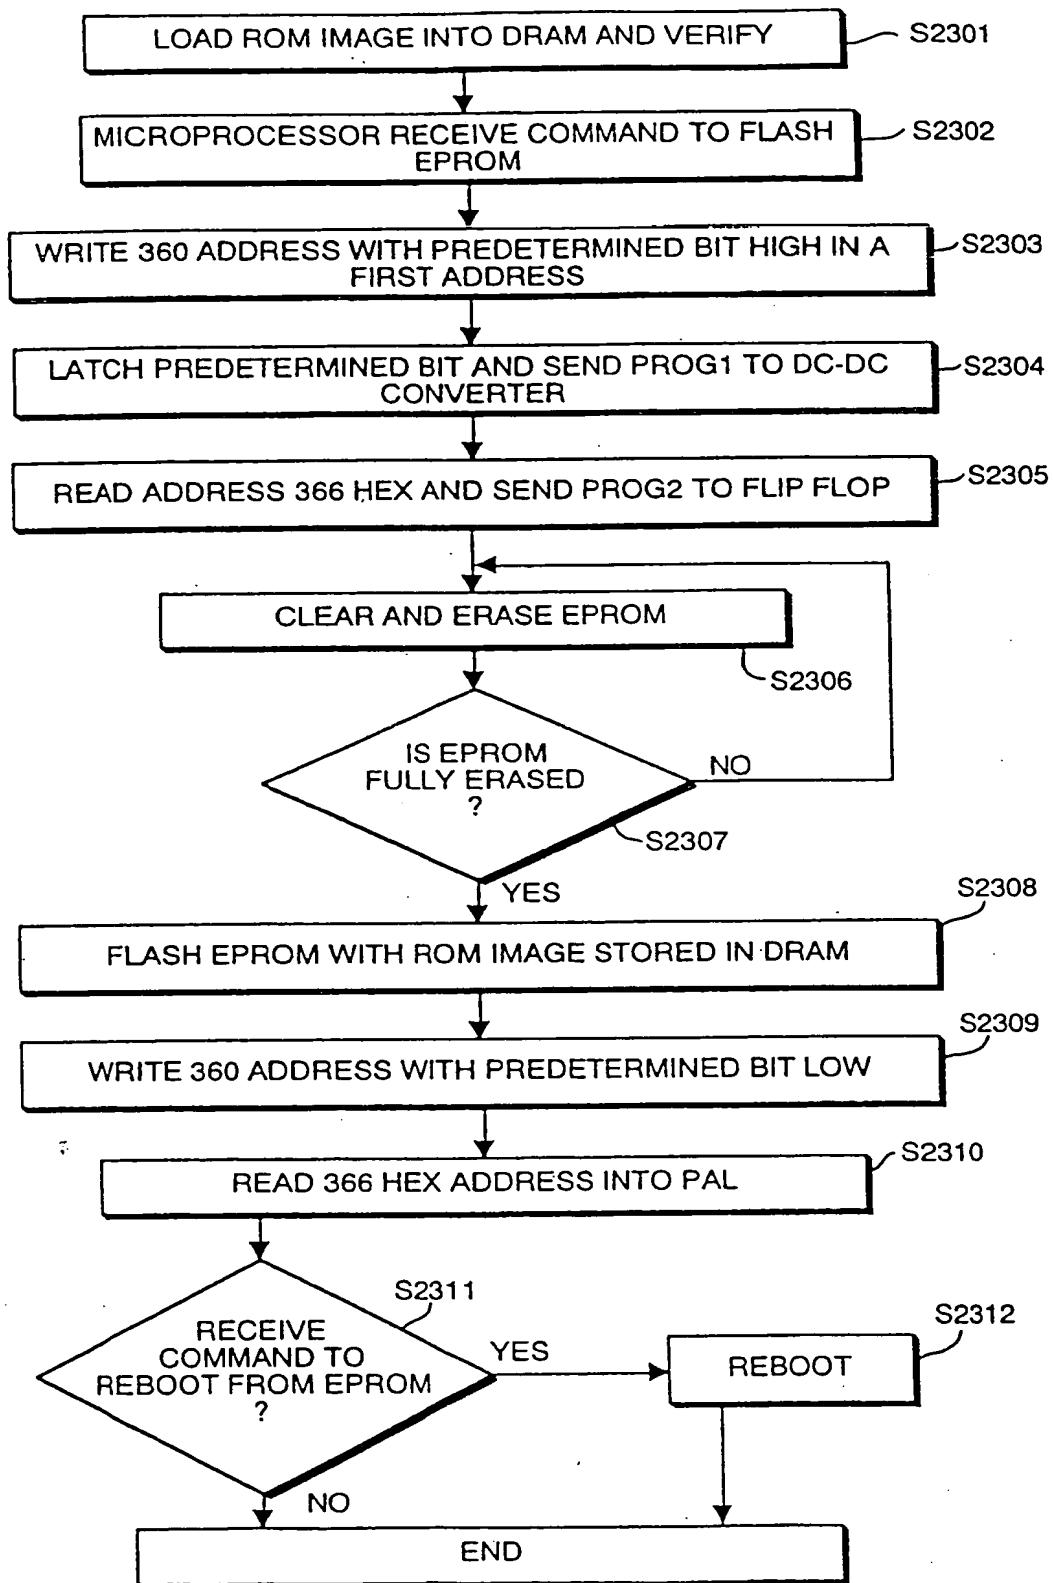 LOAD ROM IMAGE INTO DRAM AND VERIFY
S2301
MICROPROCESSOR RECEIVE COMMAND TO FLASH
EPROM
S2302
WRITE 360 ADDRESS WITH PREDETERMINED BIT HIGH IN A
FIRST ADDRESS
S2303
LATCH PREDETERMINED BIT AND SEND PROG1 TO DC-DC
CONVERTER
S2304
READ ADDRESS 366 HEX AND SEND PROG2 TO FLIP FLOP
S2305
CLEAR AND ERASE EPROM
S2306
IS EPROM
FULLY ERASED
?
NO
S2307
YES
S2308
FLASH EPROM WITH ROM IMAGE STORED IN DRAM
S2309
WRITE 360 ADDRESS WITH PREDETERMINED BIT LOW
S2310
READ 366 HEX ADDRESS INTO PAL
S2311
RECEIVE
COMMAND TO
REBOOT FROM EPROM
?
YES
S2312
REBOOT
NO
END